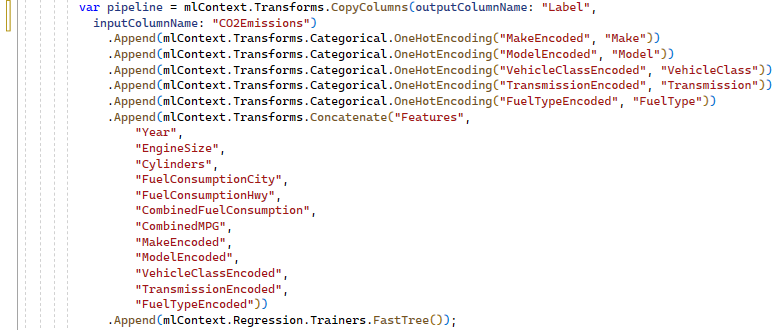 var pipeline = mlContext.Transforms.CopyColumns(outputColumnName: "Label",
inputColumnName: "CO2Emissions")
.Append(mlContext.Transforms.Categorical.OneHotEncoding("MakeEncoded", "Make"))
.Append(mlContext.Transforms.Categorical.OneHotEncoding("ModelEncoded", "Model"))
.Append(mlContext.Transforms.Categorical.OneHotEncoding("VehicleClassEncoded", "VehicleClass"))
.Append(mlContext.Transforms.Categorical.OneHotEncoding("TransmissionEncoded", "Transmission"))
.Append(mlContext.Transforms.Categorical.OneHotEncoding("FuelTypeEncoded", "FuelType"))
.Append(mlContext.Transforms.Concatenate("Features",
"Year",
"EngineSize",
"Cylinders",
"FuelConsumptionCity",
"FuelConsumptionHwy",
"CombinedFuelConsumption",
"CombinedMPG",
"MakeEncoded",
"ModelEncoded",
"VehicleClassEncoded",
"TransmissionEncoded",
"FuelTypeEncoded"))
.Append(mlContext.Regression.Trainers.FastTree());